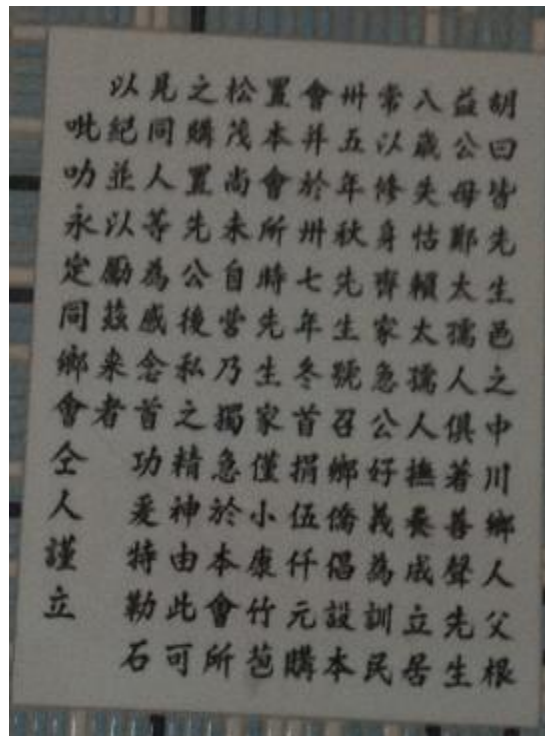 胡曰皆先生邑之中川鄉人父根
益公母鄭太孺人俱著善聲先生
八歲失怙賴太孺人撫養成立居
常以修身齊家急公好義為訓民
卅五年秋先生號召鄉僑倡設本
會并於卅七年冬首捐伍仟元購
置本會所時先生家僅小康竹苞
松茂尚未自營乃獨急於本會所
之購置先公後私之精神由此可
見同人等為感念首功爰特勒石
以紀並以勵茲来者
吡叻永定同鄉會仝人謹立